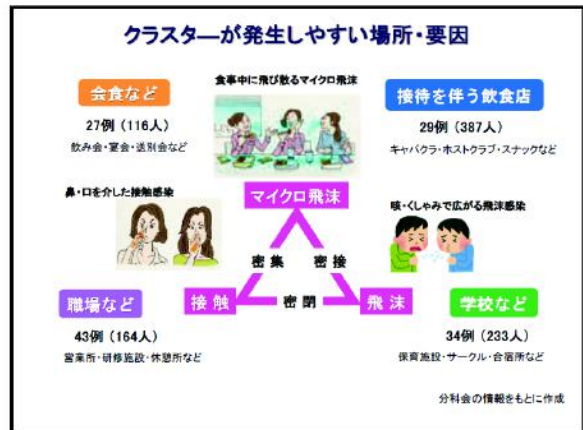 クラスタ―が発生しやすい場所・要因
食事中に飛び散るマイクロ飛沫
会食など
27例（116人）
飲み会・宴会・送別会など
接待を伴う飲食店
29例（387人）
キャバクラ・ホストクラブ・スナックなど
鼻・口を介した接触感染
マイクロ飛沫
咳・くしゃみで広がる飛沫感染
密集
密接
職場など
接触
密閉
飛沫
学校など
43例（164人）
営業所・研修施設・休憩所など
34例（233人）
保育施設・サークル・合宿所など
分科会の情報をもとに作成